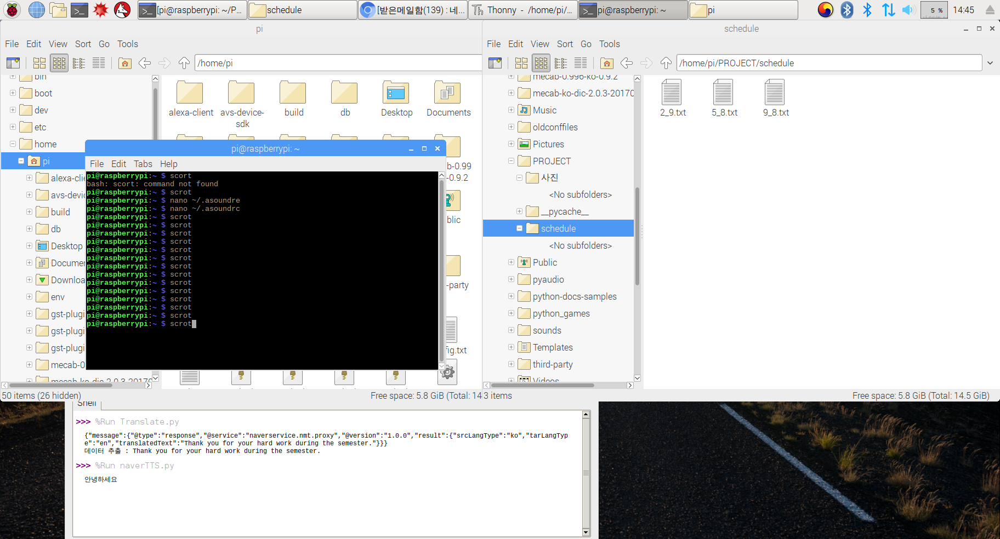 [pi@raspberrypi: ~/P...
schedule
[받은메일함(139) : 네...
Thonny - /home/pi/...
pi@raspberrypi: ~
pi
5 %
14:45
pi
File Edit View Sort Go Tools
/home/pi
bin
boot
dev
etc
home
pi
alexa-clie
avs-devic
build
db
Desktop
Documen
Downloa
env
gst-plugi
gst-plugi
gst-plugi
mecab-0
mecab-ko-dic-2.0.3-20170
alexa-client
avs-device-
sdk
build
db
Desktop
Documents
b-0.99
-0.9.2
blic
-party
fig.txt
50 items (26 hidden)
Free space: 5.8 GiB (Total: 14
pi@raspberrypi: ~
File Edit Tabs Help
pi@raspberrypi:~ $ scort
bash: scort: command not found
pi@raspberrypi:~ $ scrot
pi@raspberrypi:~ $ nano ~/.asoundre
pi@raspberrypi:~ $ nano ~/.asoundrc
pi@raspberrypi:~ $ scrot
pi@raspberrypi:~ $ scrot
pi@raspberrypi:~ $ scrot
pi@raspberrypi:~ $ scrot
pi@raspberrypi:~ $ scrot
pi@raspberrypi:~ $ scrot
pi@raspberrypi:~ $ scrot
pi@raspberrypi:~ $ scrot
pi@raspberrypi:~ $ scrot
pi@raspberrypi:~ $ scrot
pi@raspberrypi:~ $ scrot
pi@raspberrypi:~ $ scrot
pi@raspberrypi:~ $ scrot
pi@raspberrypi:~ $ scrot
schedule
File Edit View Sort Go Tools
/home/pi/PROJECT/schedule
mecab-0.996-ko-0.9.2
mecab-ko-dic-2.0.3-20170
Music
oldconffiles
Pictures
PROJECT
사진
<No subfolders>
__pycache__
schedule
<No subfolders>
Public
pyaudio
python-docs-samples
python_games
sounds
Templates
third-party
Videos
2_9.txt
5_8.txt
9_8.txt
3 items
Free space: 5.8 GiB (Total: 14.5 GiB)
Shell
>>> %Run Translate.py
{"message":{"@type":"response","@service":"naverservice.nmt.proxy","@version":"1.0.0","result":{"srcLangType":"ko","tarLangTyp
e":"en","translatedText":"Thank you for your hard work during the semester."}}}
데이터 추출 : Thank you for your hard work during the semester.
>>> %Run naverTTS.py
안녕하세요